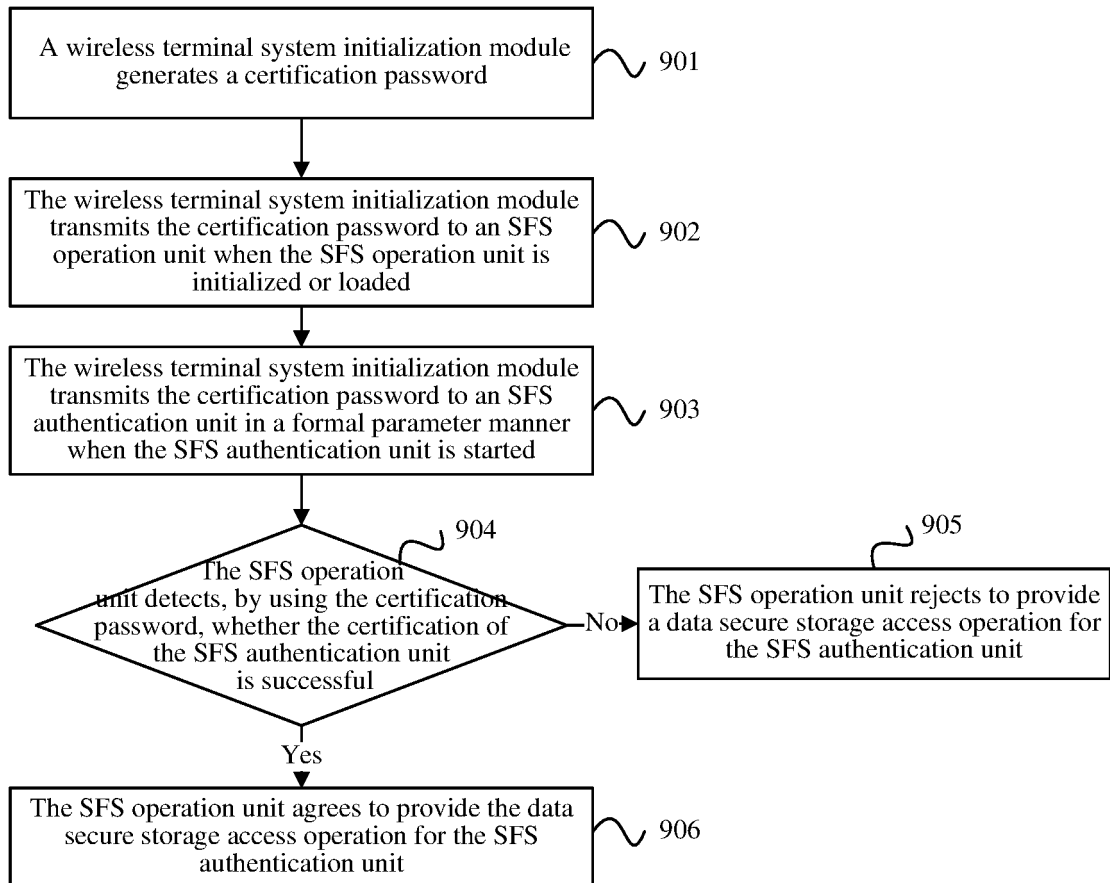 A wireless terminal system initialization module
generates a certification password
901
The wireless terminal system initialization module
transmits the certification password to an SFS
operation unit when the SFS operation unit is
initialized or loaded
902
The wireless terminal system initialization module
transmits the certification password to an SFS
authentication unit in a formal parameter manner
when the SFS authentication unit is started
903
904
The SFS operation
unit detects, by using the certification
password, whether the certification of
the SFS authentication unit
is successful
No
905
The SFS operation unit rejects to provide
a data secure storage access operation for
the SFS authentication unit
Yes
The SFS operation unit agrees to provide the data
secure storage access operation for the SFS
authentication unit
906